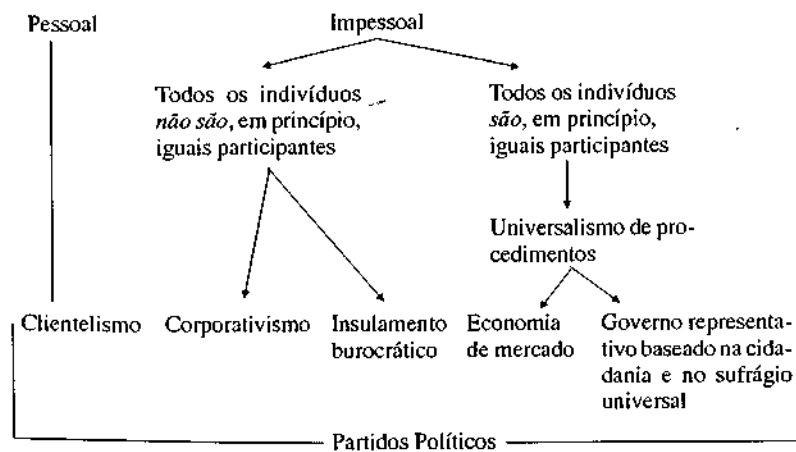 Pessoal
Impessoal
Todos os indivíduos
não são, em princípio,
iguais participantes
Todos os indivíduos
são, em princípio,
iguais participantes
Universalismo de pro-
cedimentos
Clientelismo
Corporativismo
Insulamento
burocrático
Economia
de mercado
Governo representa-
tivo baseado na cida-
dania e no sufrágio
universal
Partidos Políticos